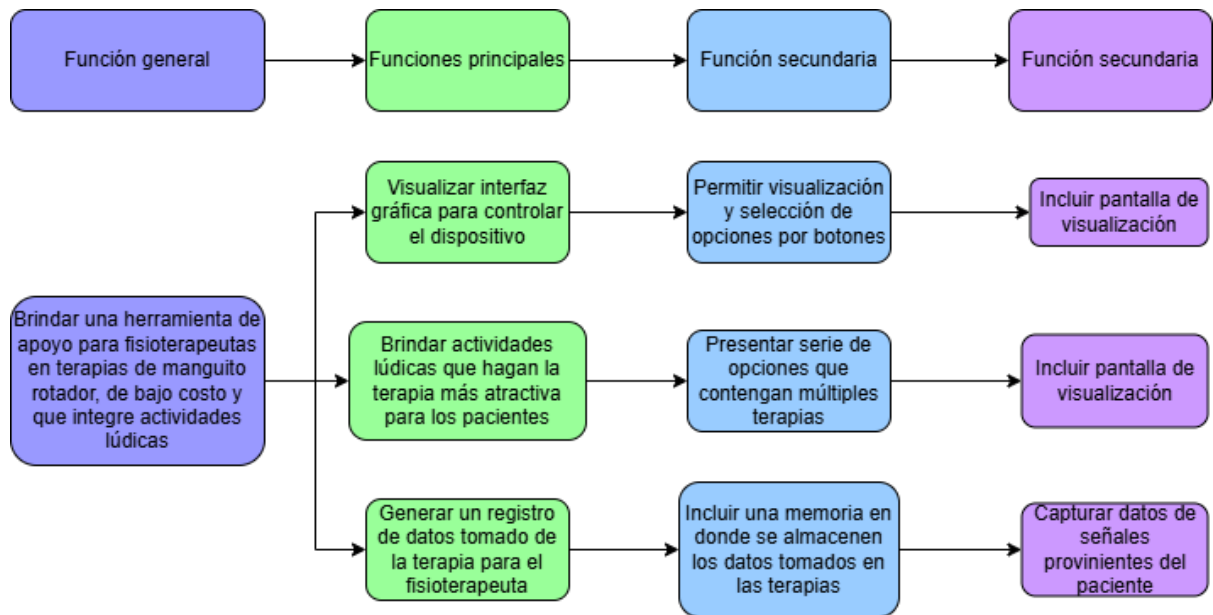 Función general
Funciones principales
Función secundaria
Función secundaria
Brindar una herramienta de
apoyo para fisioterapeutas
en terapias de manguito
rotador, de bajo costo y
que integre actividades
lúdicas
Visualizar interfaz
gráfica para controlar
el dispositivo
Permitir visualización
y selección de
opciones por botones
Incluir pantalla de
visualización
Brindar actividades
lúdicas que hagan la
terapia más atractiva
para los pacientes
Presentar serie de
opciones que
contengan múltiples
terapias
Incluir pantalla de
visualización
Generar un registro
de datos tomado de
la terapia para el
fisioterapeuta
Incluir una memoria en
donde se almacenen
los datos tomados en
las terapias
Capturar datos de
señales
provinientes del
paciente